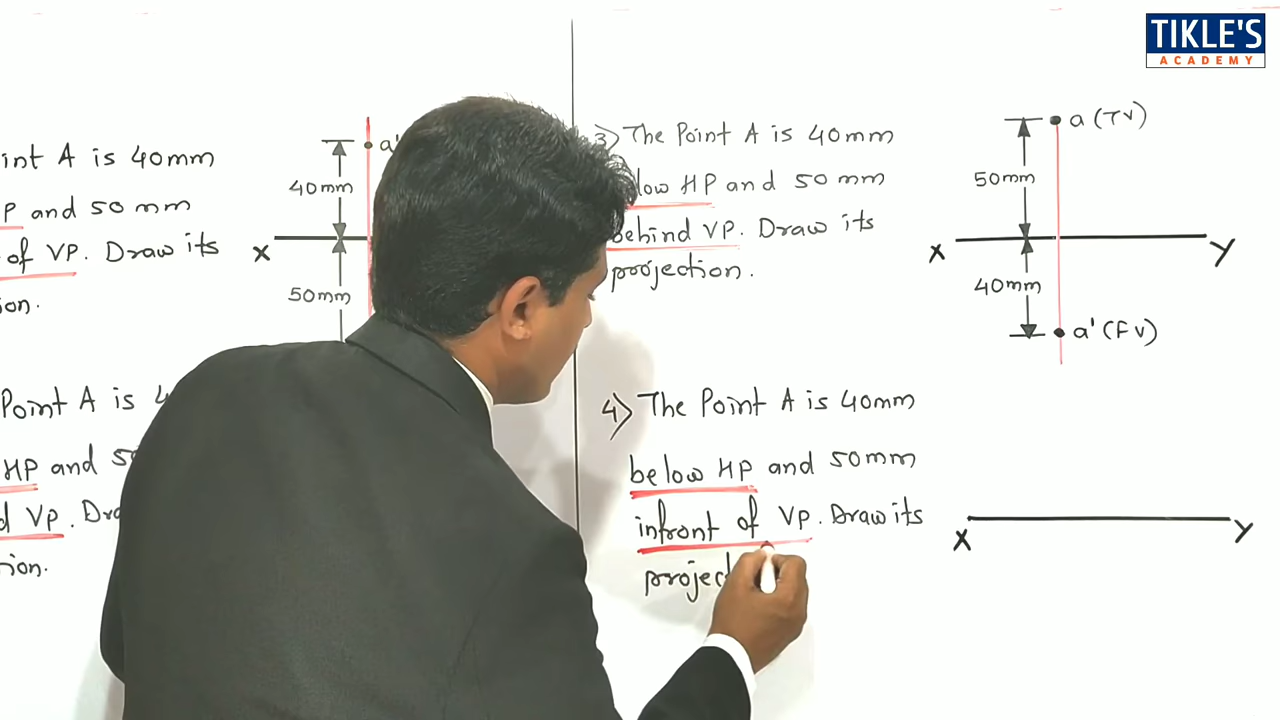 TIKLE'S
ACADEMY
int A is 40mm
P and 50 mm
of VP. Draw its
ion.
40mm
50mm
a'
X
3) The Point A is 40mm
low HP and 50 mm
behind VP. Draw its
projection.
a (TV)
50mm
X
Y
40mm
a' (FV)
Point A is
HP and
d VP.
ion.
4) The Point A is 40mm
below HP and 50mm
infront of VP. Draw its
project
X
Y